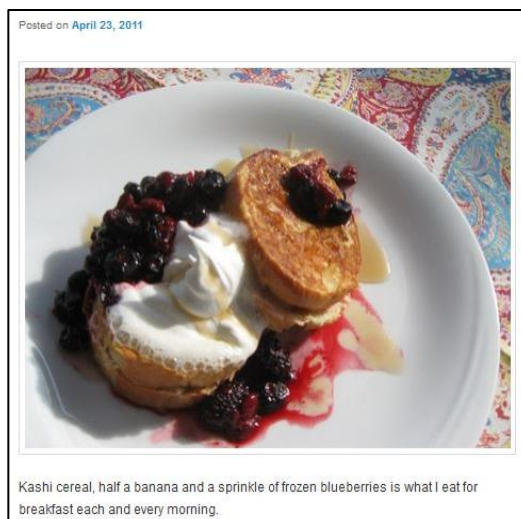 Posted on April 23, 2011
Kashi cereal, half a banana and a sprinkle of frozen blueberries is what I eat for
breakfast each and every morning.